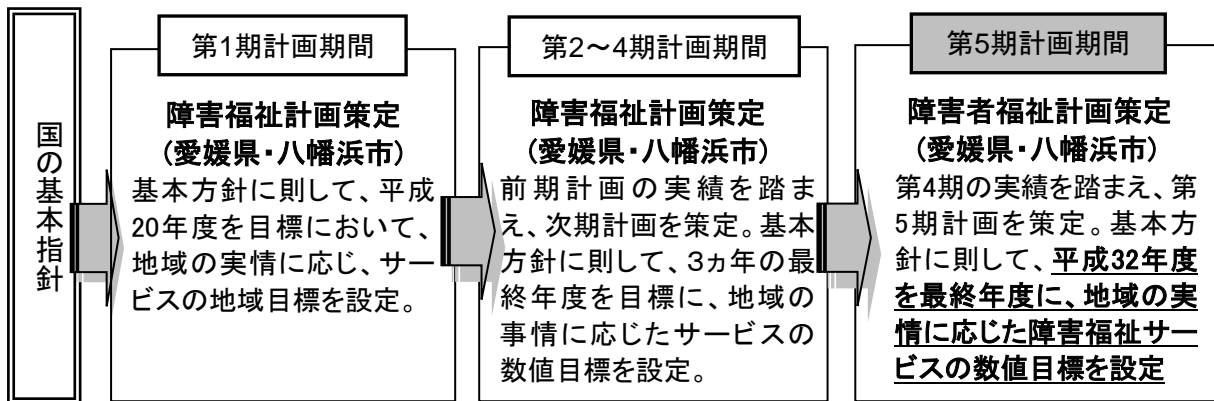 国の基本指針
第1期計画期間
障害福祉計画策定
（愛媛県・八幡浜市）
基本方針に則して、平成
20年度を目標において、
地域の実情に応じ、サー
ビスの地域目標を設定。
第2～4期計画期間
障害福祉計画策定
（愛媛県・八幡浜市）
前期計画の実績を踏ま
え、次期計画を策定。基本
方針に則して、3ヵ年の最
終年度を目標に、地域の
事情に応じたサービスの
数値目標を設定。
第5期計画期間
障害者福祉計画策定
（愛媛県・八幡浜市）
第4期の実績を踏まえ、第
5期計画を策定。基本方
針に則して、平成32年度
を最終年度に、地域の実
情に応じた障害福祉サー
ビスの数値目標を設定